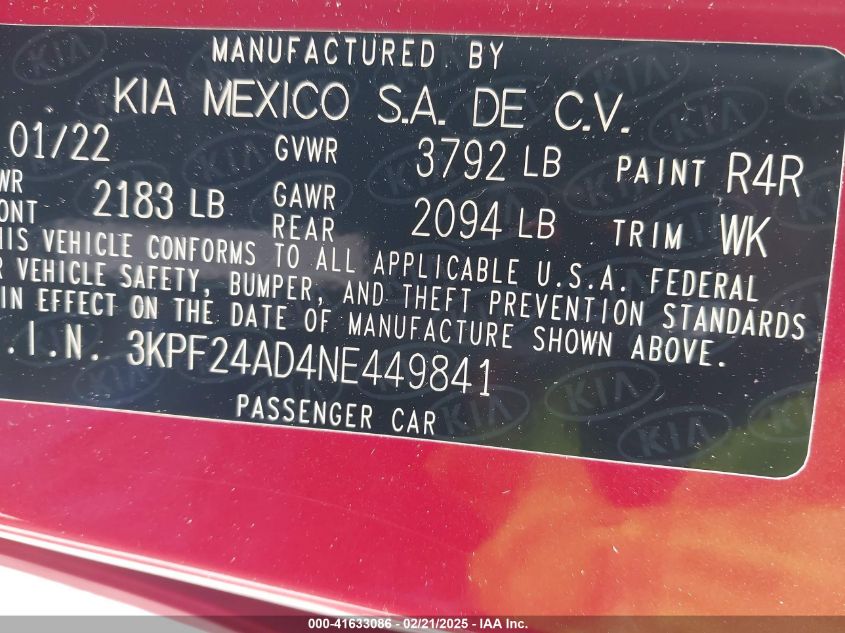 MANUFACTURED BY
KIA MEXICO S.A. DE C.V.
01/22 GVWR 3792 LB PAINT R4R
WR
ONT 2183 LB GAWR
REAR 2094 LB TRIM WK
HIS VEHICLE CONFORMS TO ALL APPLICABLE U.S.A. FEDERAL
R VEHICLE SAFETY, BUMPER, AND THEFT PREVENTION STANDARDS
IN EFFECT ON THE DATE OF MANUFACTURE SHOWN ABOVE.
.I.N. 3KPF24AD4NE449841
PASSENGER CAR
000-41633086 - 02/21/2025 - IAA Inc.